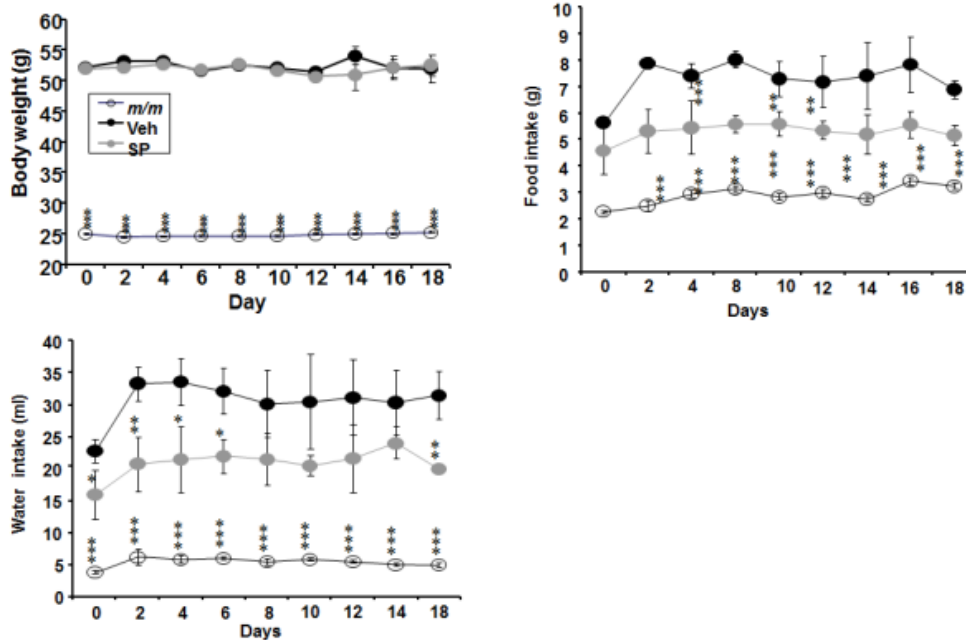 Body weight (g)
60
55
50
45
40
35
30
25
20
m/m
Veh
SP
*** *** *** *** *** *** *** *** *** ***
0 2 4 6 8 10 12 14 16 18
Day
Food intake (g)
10
9
8
7
6
5
4
3
2
1
0
*** ** **
*** *** *** *** *** *** *** *** ***
0 2 4 8 10 12 14 16 18
Days
Water intake (ml)
40
35
30
25
20
15
10
5
0
* ** * * **
*** *** *** *** *** *** *** *** ***
0 2 4 6 8 10 12 14 18
Days